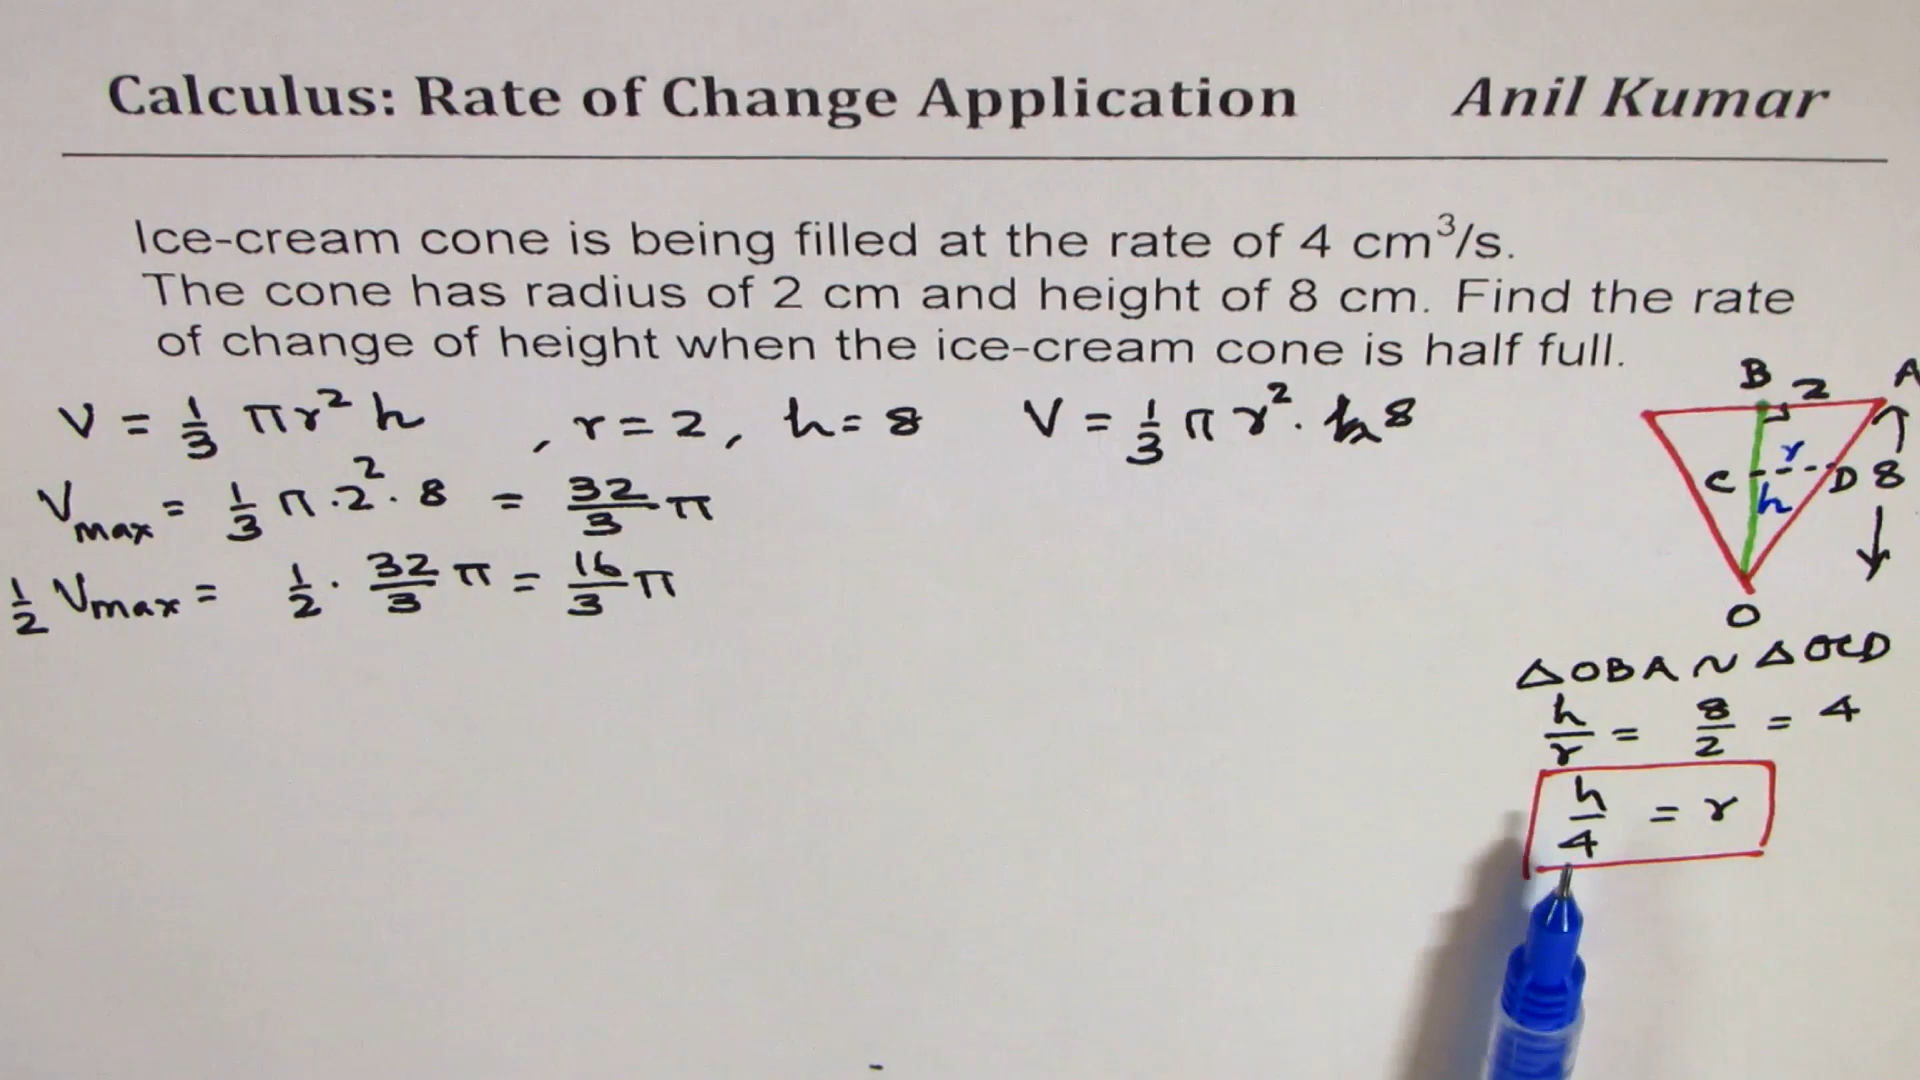 Calculus: Rate of Change Application Anil Kumar
Ice-cream cone is being filled at the rate of 4 cm³/s.
The cone has radius of 2 cm and height of 8 cm. Find the rate
of change of height when the ice-cream cone is half full.
V = 1/3 πr² h , r = 2, h = 8 V = 1/3 π r² · h 8
Vmax = 1/3 π · 2² · 8 = 32/3 π
1/2 Vmax = 1/2 · 32/3 π = 16/3 π
B 2 A
r
C D 8
h
O
△OBA ~ △OCD
h/r = 8/2 = 4
h/4 = r